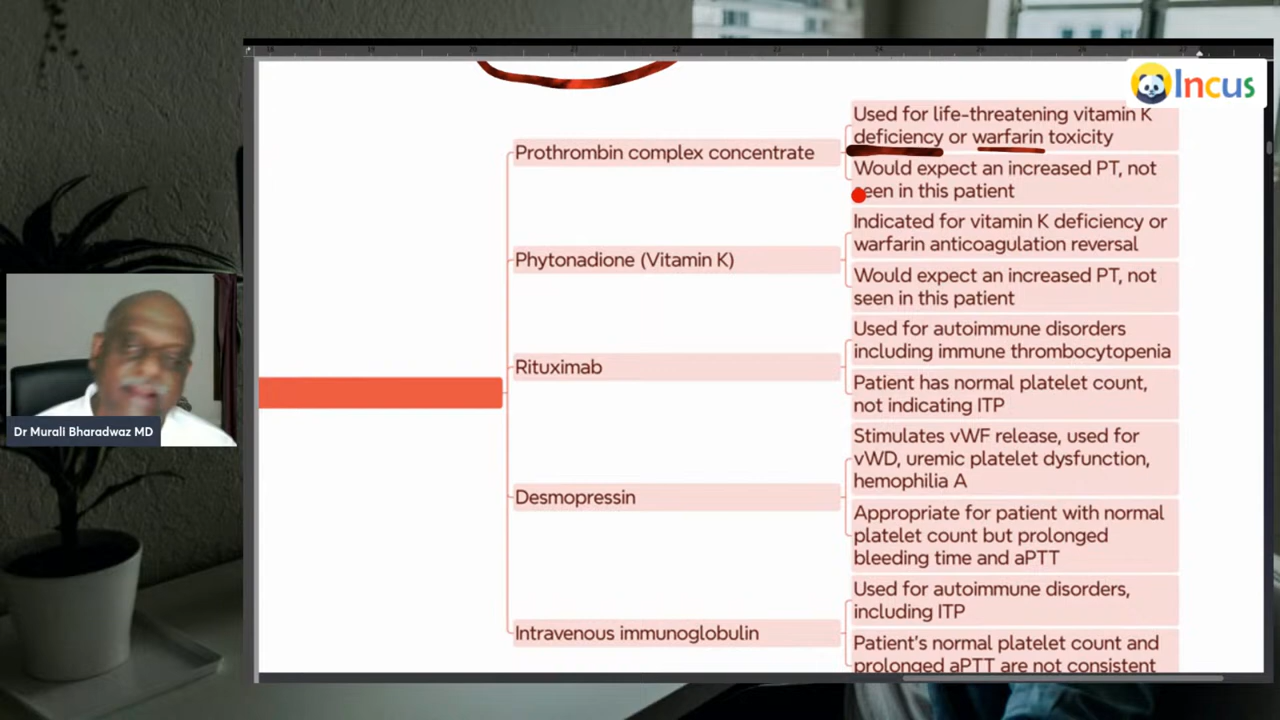 Incus
Used for life-threatening vitamin K
deficiency or warfarin toxicity
Prothrombin complex concentrate
Would expect an increased PT, not
seen in this patient
Indicated for vitamin K deficiency or
warfarin anticoagulation reversal
Phytonadione (Vitamin K)
Would expect an increased PT, not
seen in this patient
Used for autoimmune disorders
including immune thrombocytopenia
Rituximab
Patient has normal platelet count,
not indicating ITP
Stimulates vWF release, used for
vWD, uremic platelet dysfunction,
hemophilia A
Desmopressin
Appropriate for patient with normal
platelet count but prolonged
bleeding time and aPTT
Used for autoimmune disorders,
including ITP
Intravenous immunoglobulin
Patient's normal platelet count and
prolonged aPTT are not consistent
Dr Murali Bharadwaz MD